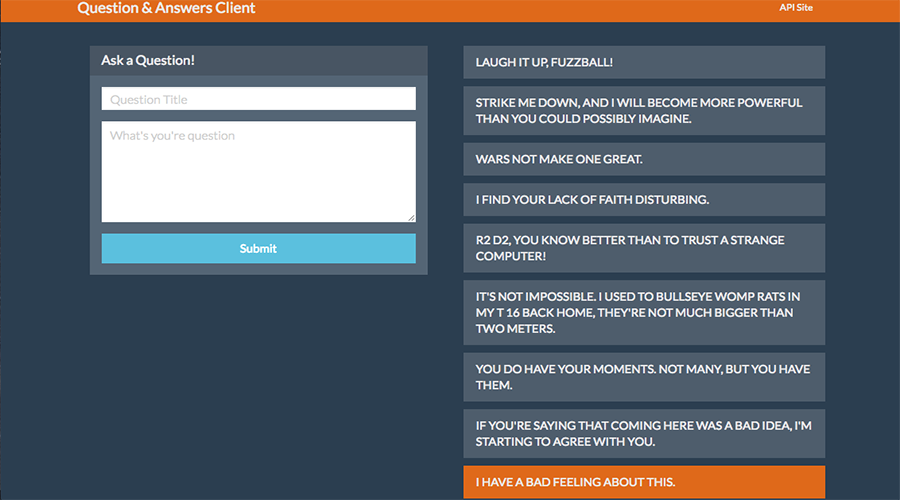 Question & Answers Client
API Site
Ask a Question!
Question Title
What's you're question
Submit
LAUGH IT UP, FUZZBALL!
STRIKE ME DOWN, AND I WILL BECOME MORE POWERFUL
THAN YOU COULD POSSIBLY IMAGINE.
WARS NOT MAKE ONE GREAT.
I FIND YOUR LACK OF FAITH DISTURBING.
R2 D2, YOU KNOW BETTER THAN TO TRUST A STRANGE
COMPUTER!
IT'S NOT IMPOSSIBLE. I USED TO BULLSEYE WOMP RATS IN
MY T 16 BACK HOME, THEY'RE NOT MUCH BIGGER THAN
TWO METERS.
YOU DO HAVE YOUR MOMENTS. NOT MANY, BUT YOU HAVE
THEM.
IF YOU'RE SAYING THAT COMING HERE WAS A BAD IDEA, I'M
STARTING TO AGREE WITH YOU.
I HAVE A BAD FEELING ABOUT THIS.